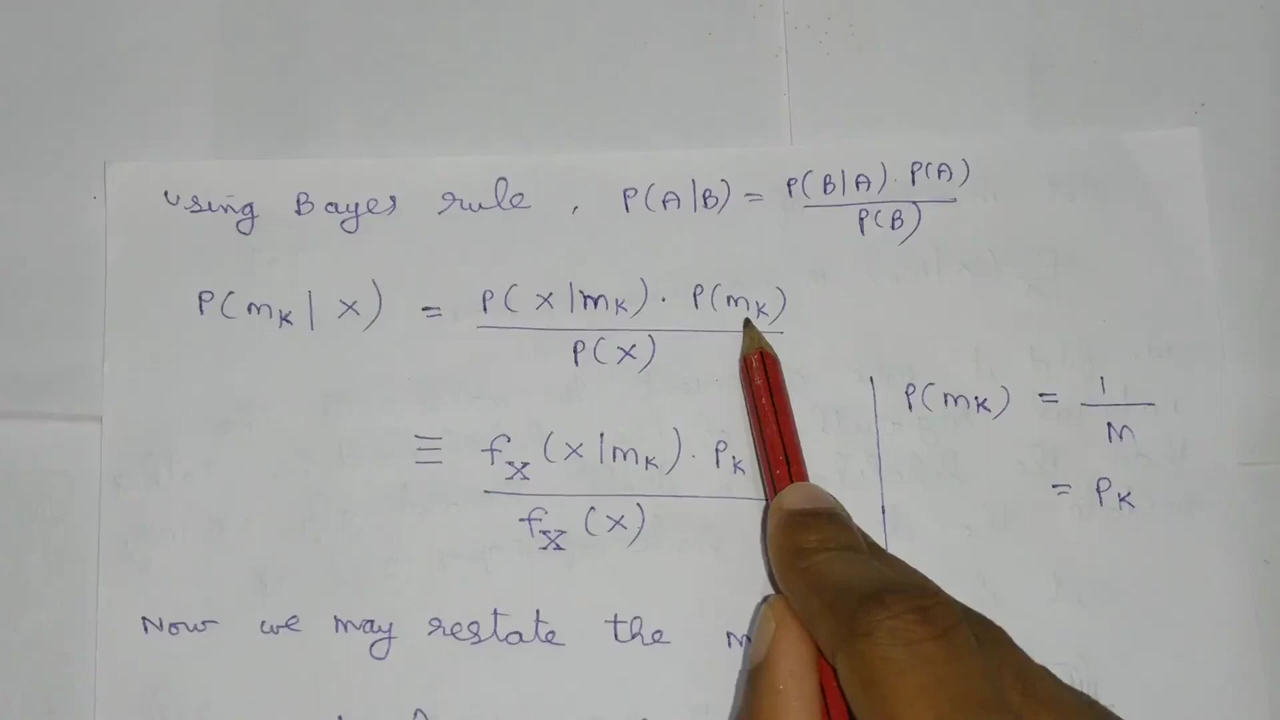 Using Bayes rule, P(A|B) = P(B|A) . P(A) / P(B)
P(mK | x) = P(x|mK) . P(mK) / P(x)
≡ fX (x|mK) . PK / fX (x)
P(mK) = 1 / M
= PK
Now we may restate the